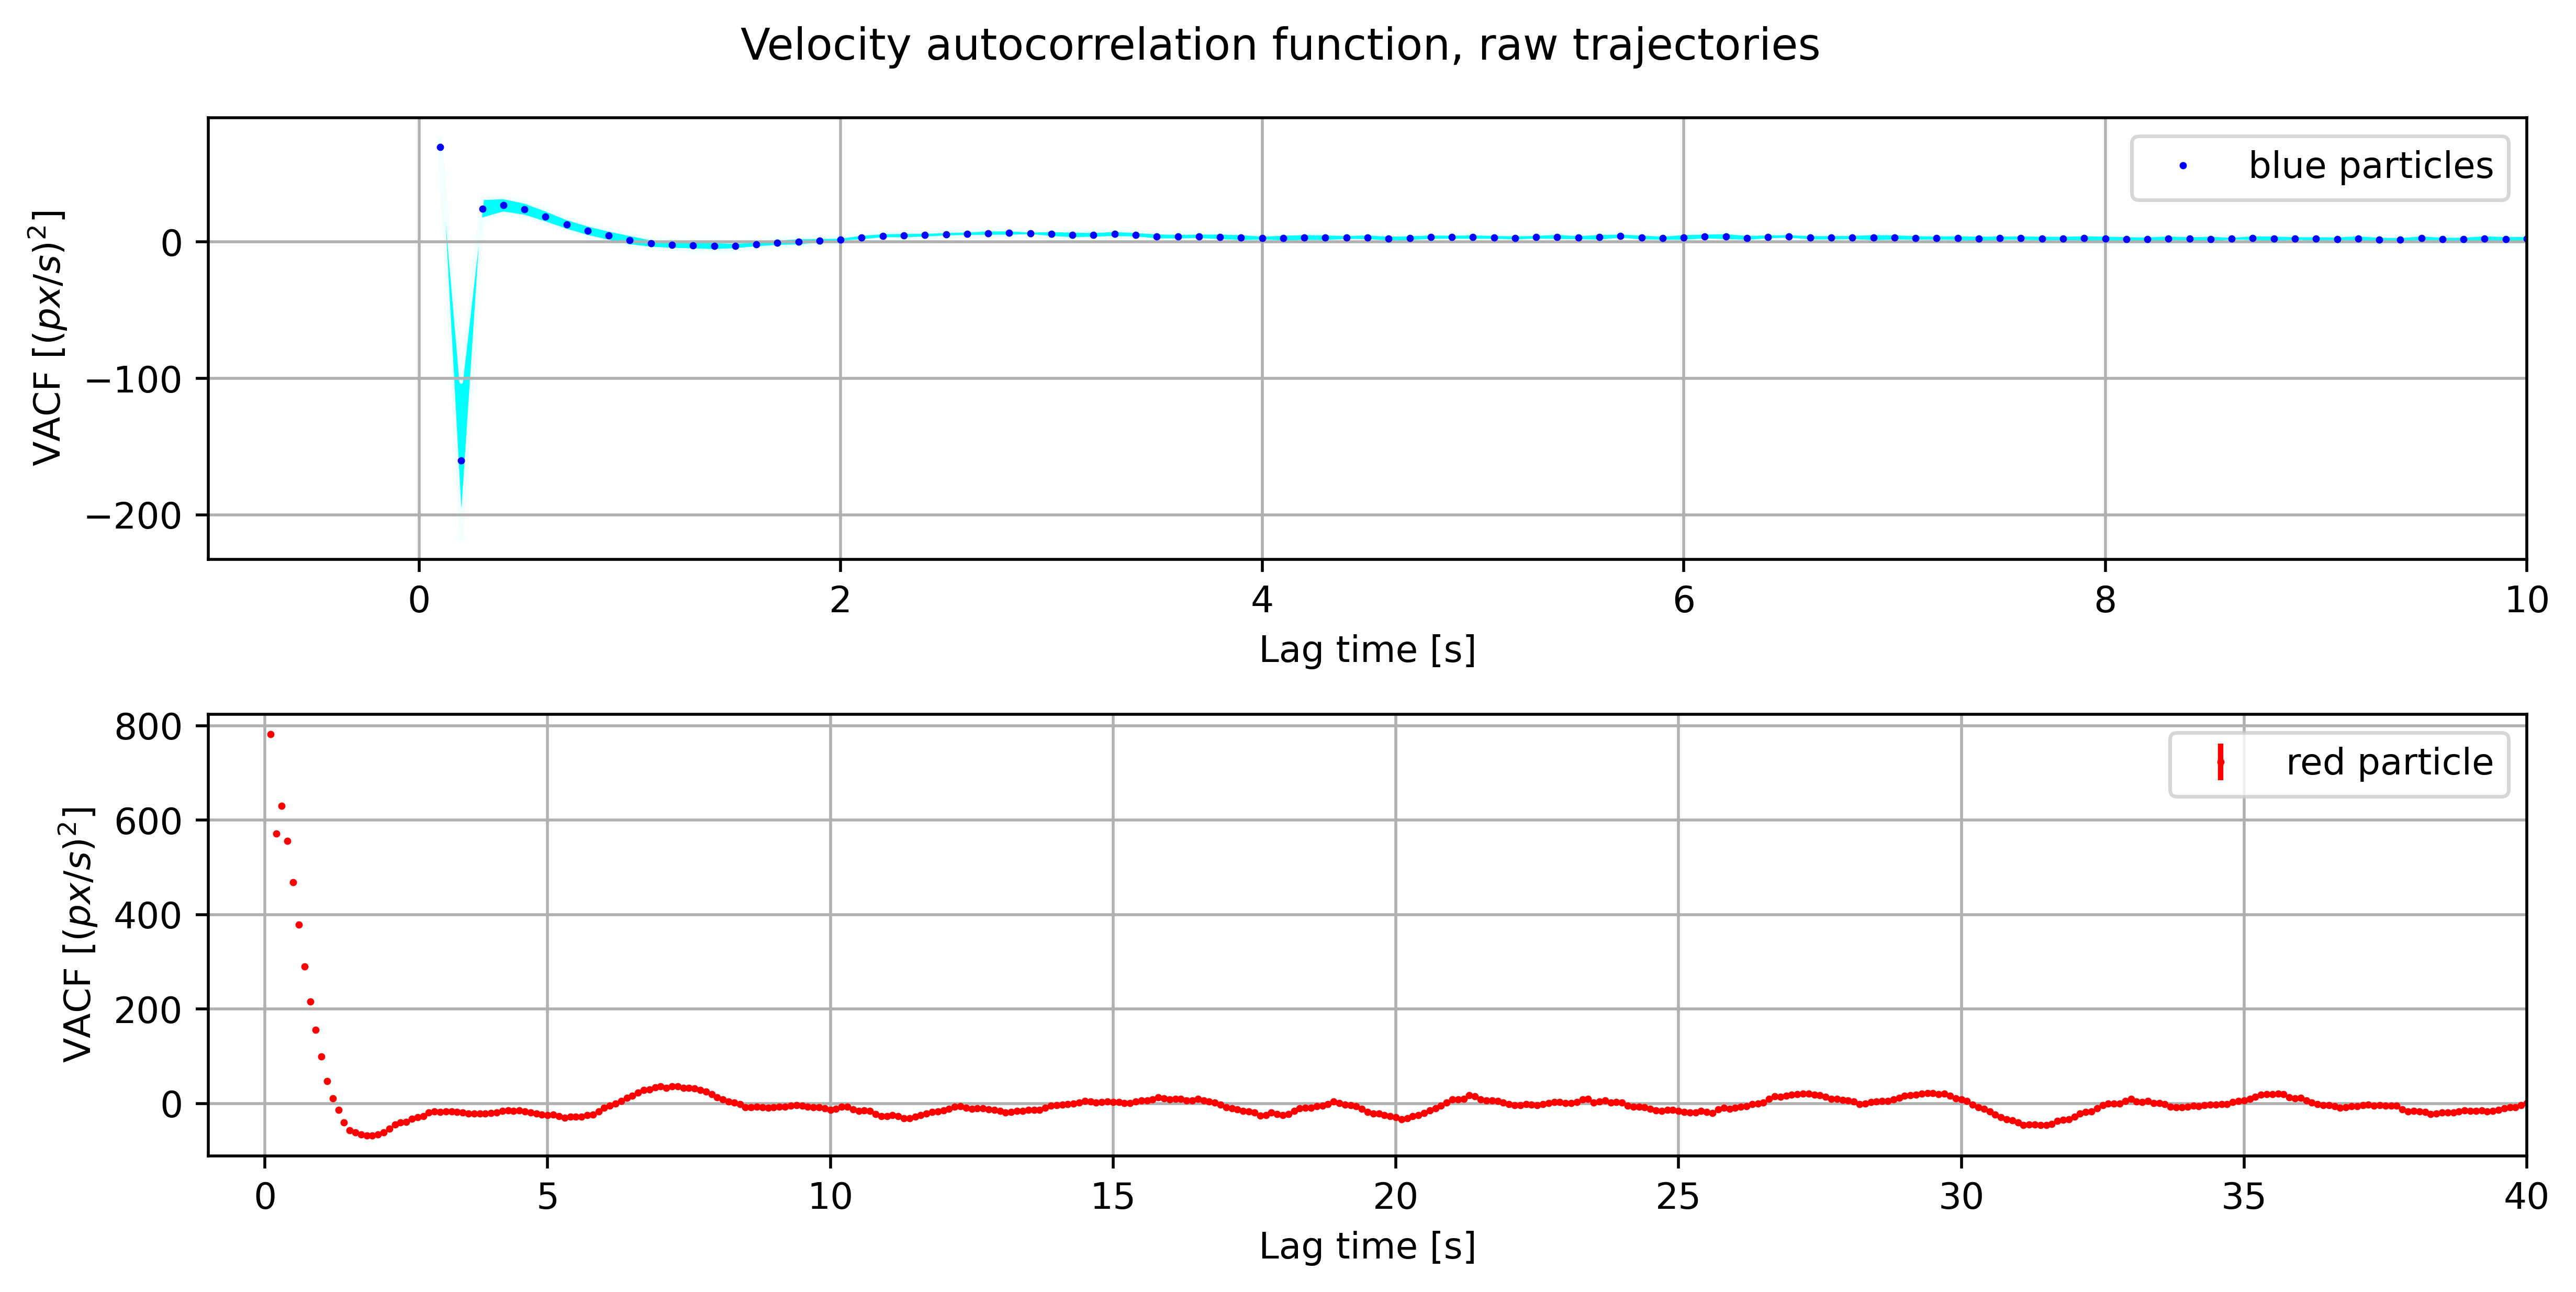 Velocity autocorrelation function, raw trajectories
VACF [(px/s)²]
0
−100
−200
blue particles
0 2 4 6 8 10
Lag time [s]
VACF [(px/s)²]
800
600
400
200
0
red particle
0 5 10 15 20 25 30 35 40
Lag time [s]